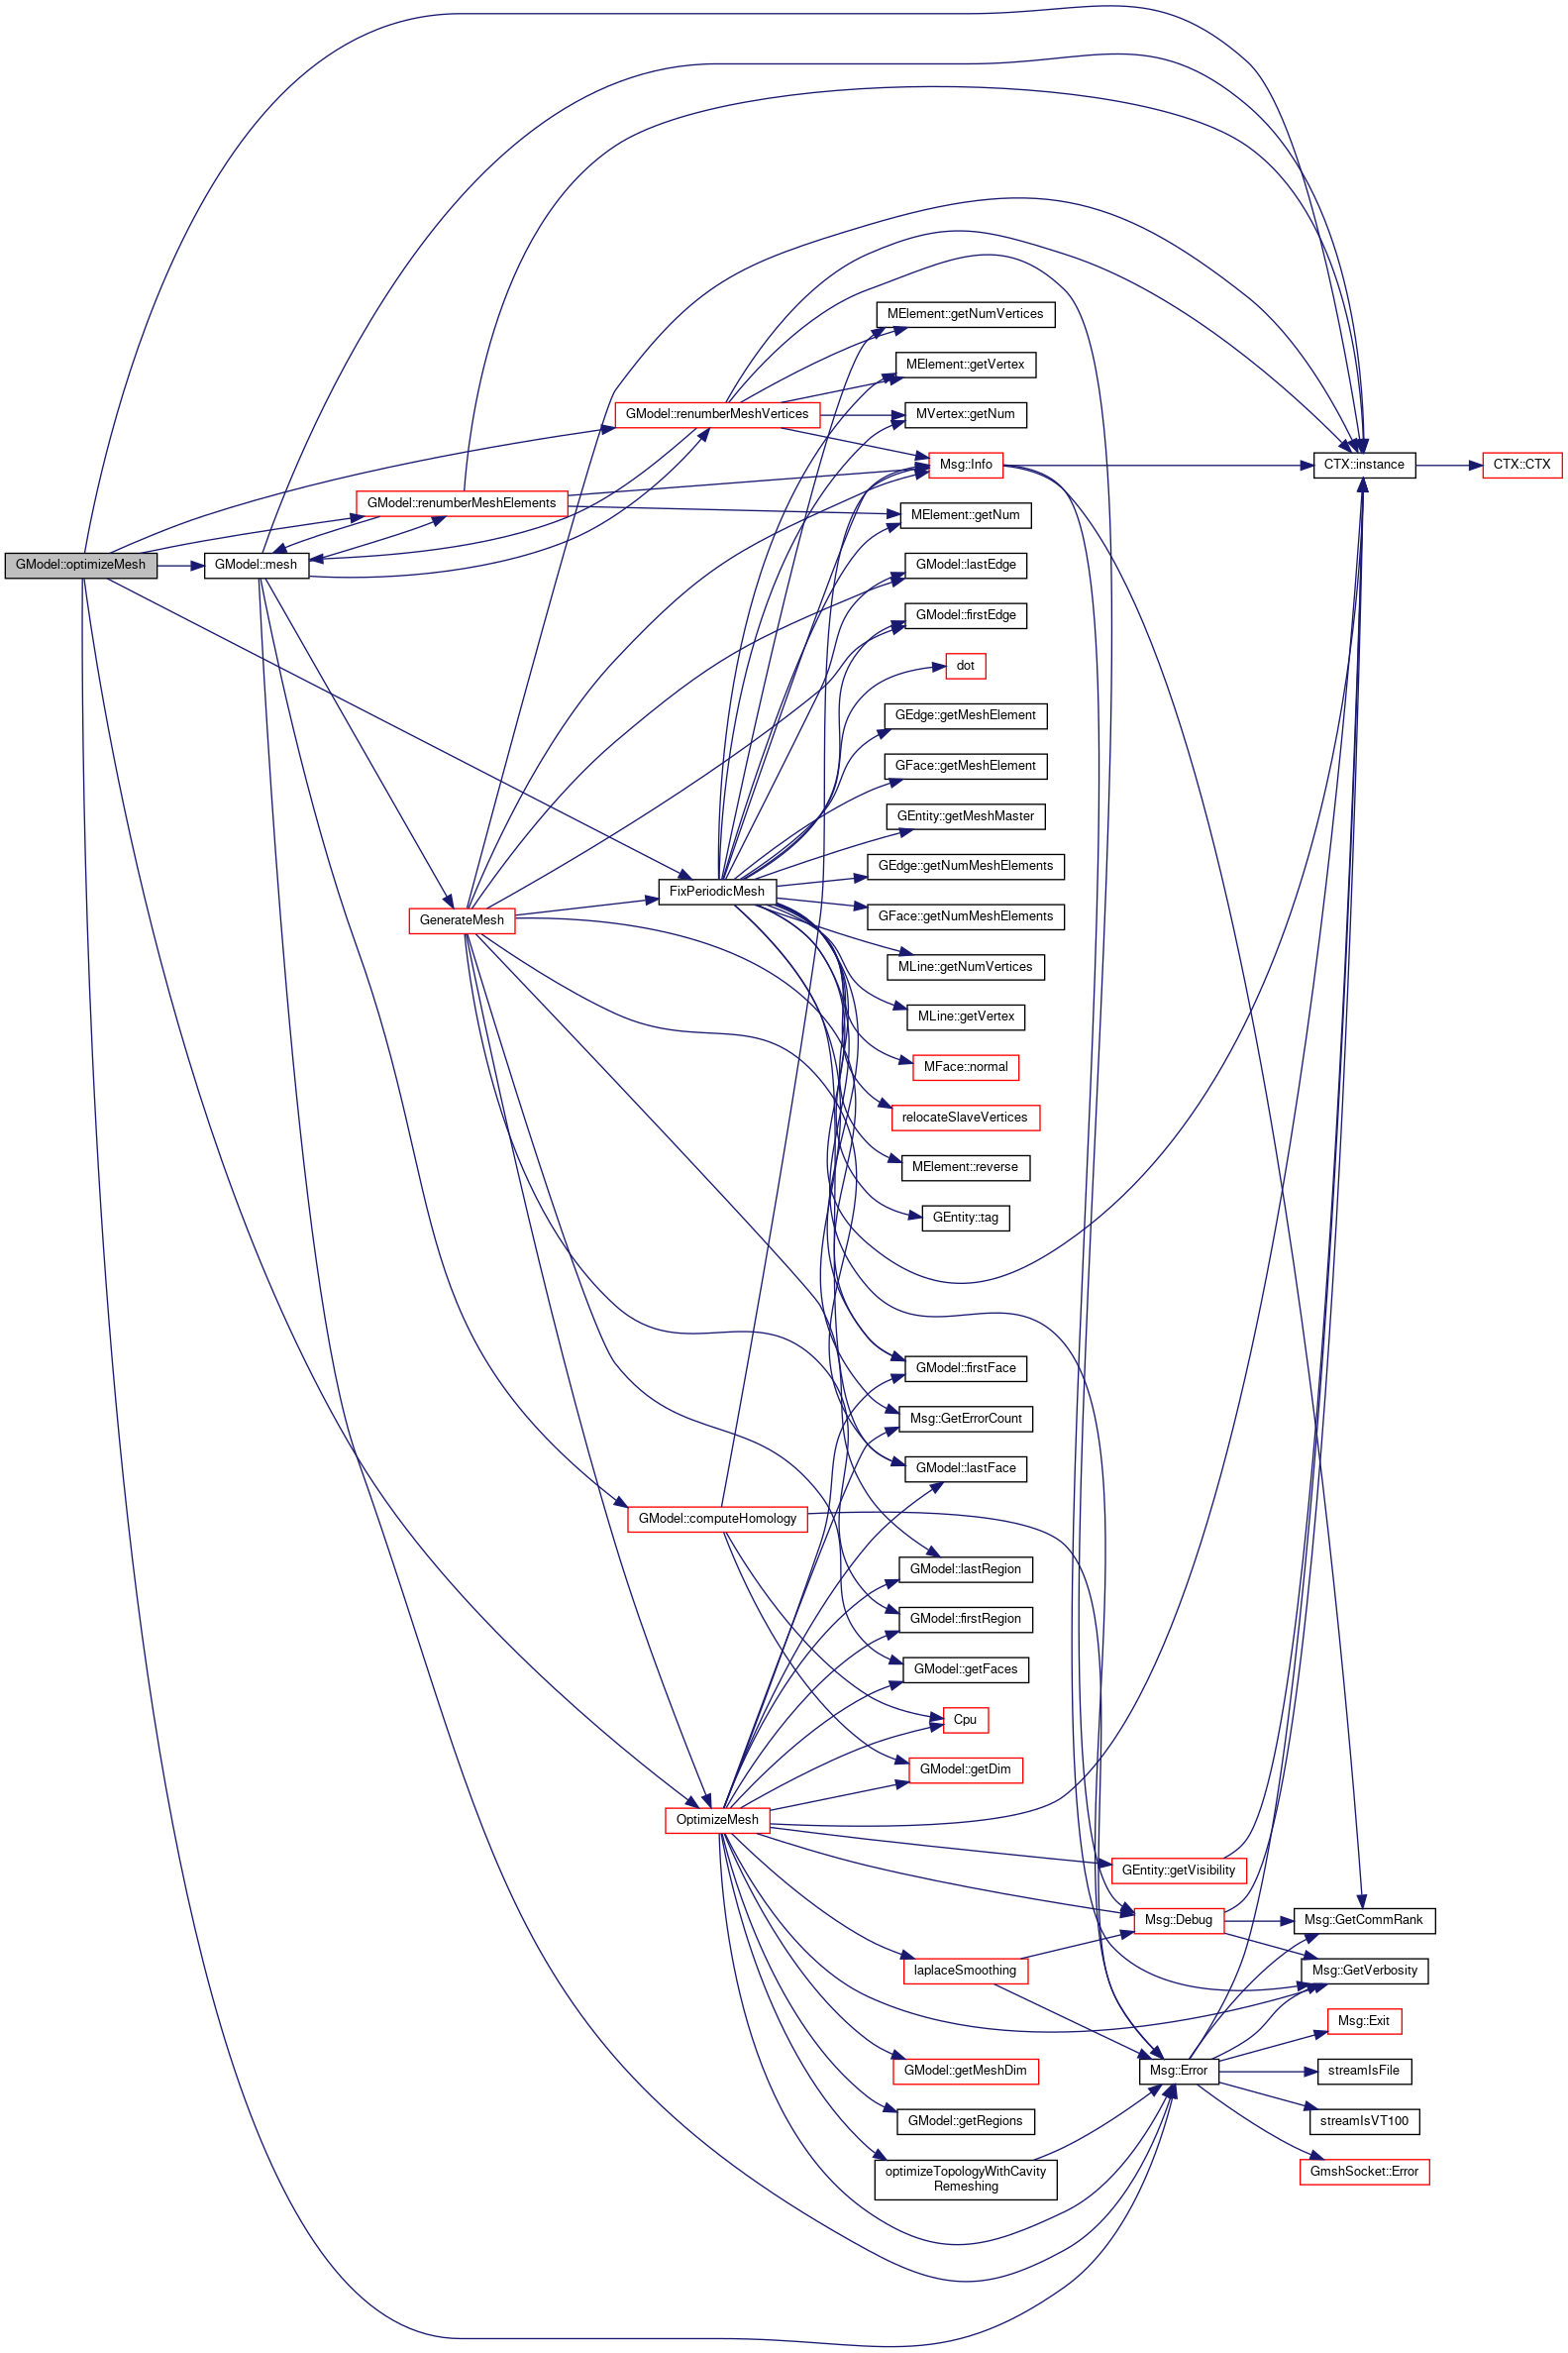 MElement::getNumVertices
MElement::getVertex
GModel::renumberMeshVertices
MVertex::getNum
Msg::Info
CTX::instance
CTX::CTX
GModel::renumberMeshElements
MElement::getNum
GModel::optimizeMesh
GModel::mesh
GModel::lastEdge
GModel::firstEdge
dot
GEdge::getMeshElement
GFace::getMeshElement
GEntity::getMeshMaster
GEdge::getNumMeshElements
FixPeriodicMesh
GenerateMesh
GFace::getNumMeshElements
MLine::getNumVertices
MLine::getVertex
MFace::normal
relocateSlaveVertices
MElement::reverse
GEntity::tag
GModel::firstFace
Msg::GetErrorCount
GModel::lastFace
GModel::computeHomology
GModel::lastRegion
GModel::firstRegion
GModel::getFaces
Cpu
GModel::getDim
OptimizeMesh
GEntity::getVisibility
Msg::Debug
Msg::GetCommRank
laplaceSmoothing
Msg::GetVerbosity
Msg::Exit
GModel::getMeshDim
Msg::Error
streamIsFile
GModel::getRegions
streamIsVT100
optimizeTopologyWithCavity
Remeshing
GmshSocket::Error